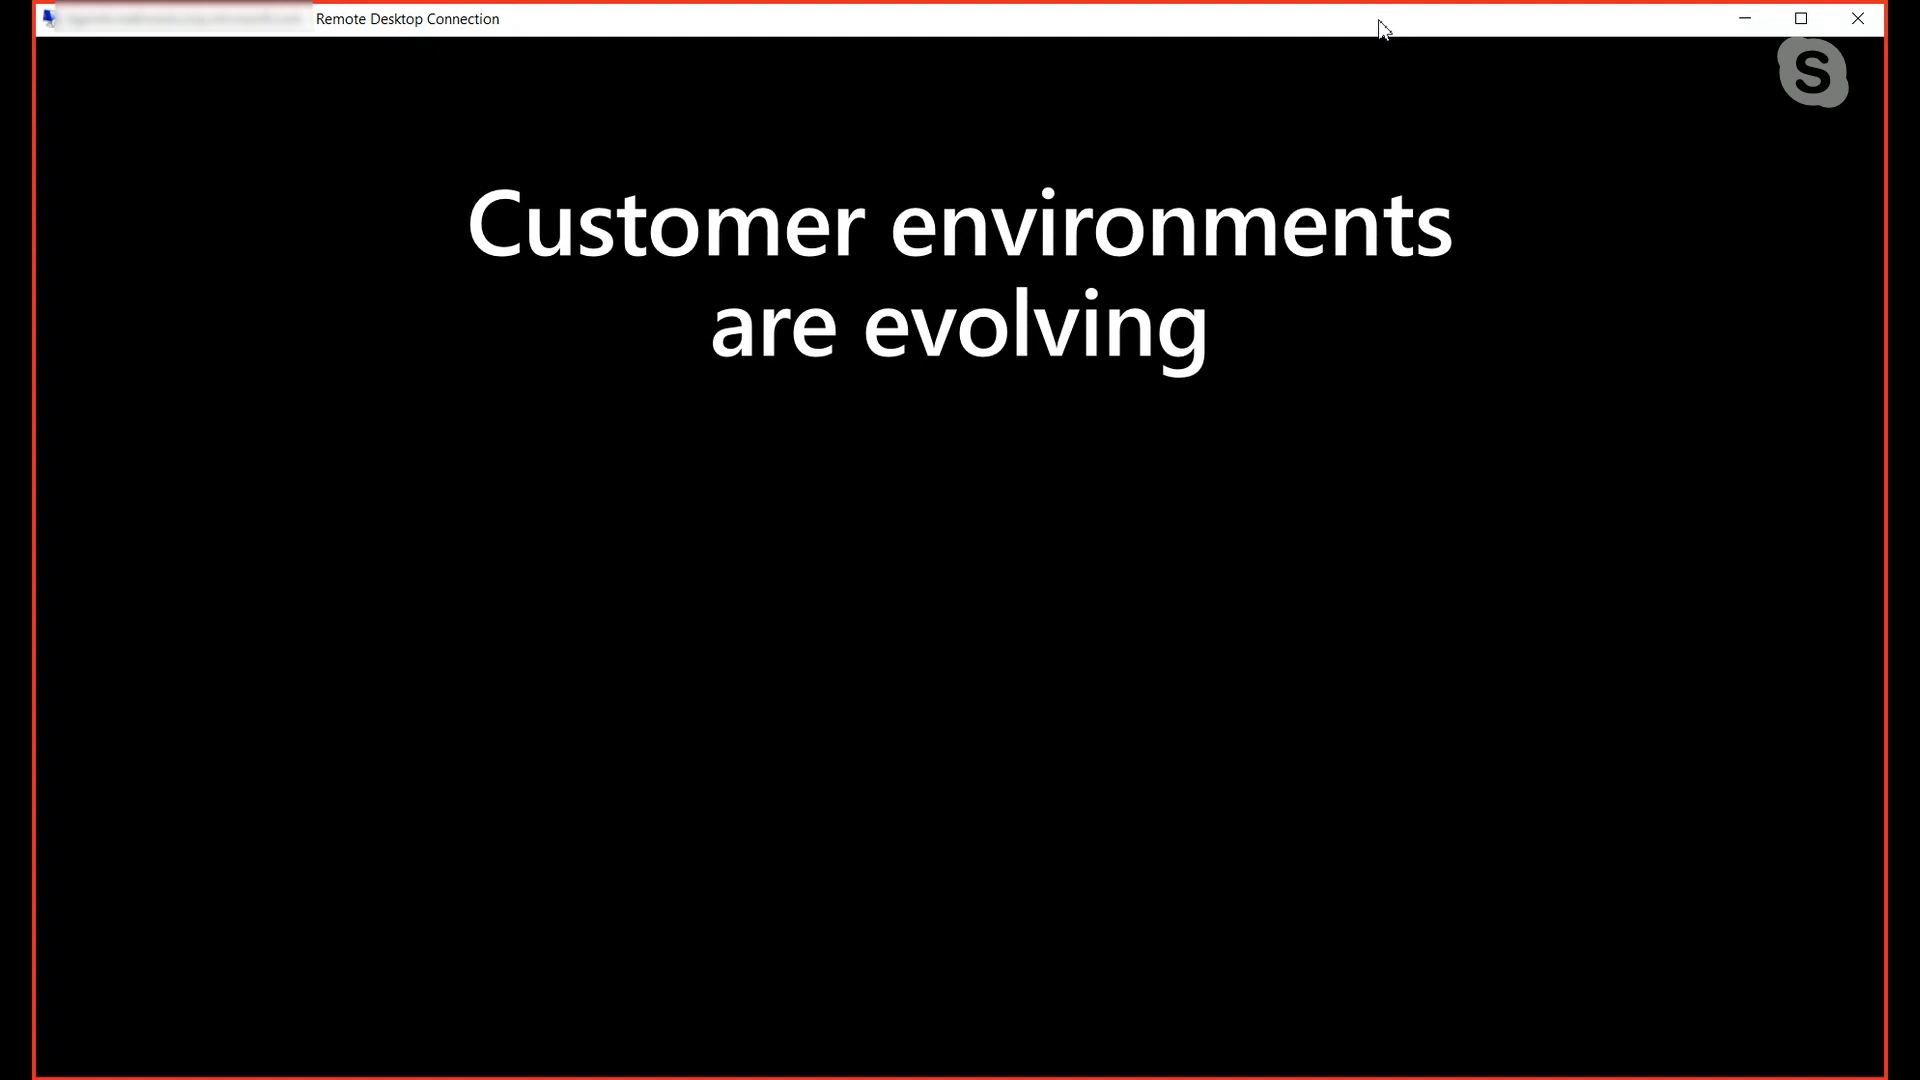 Remote Desktop Connection
S
Customer environments
are evolving